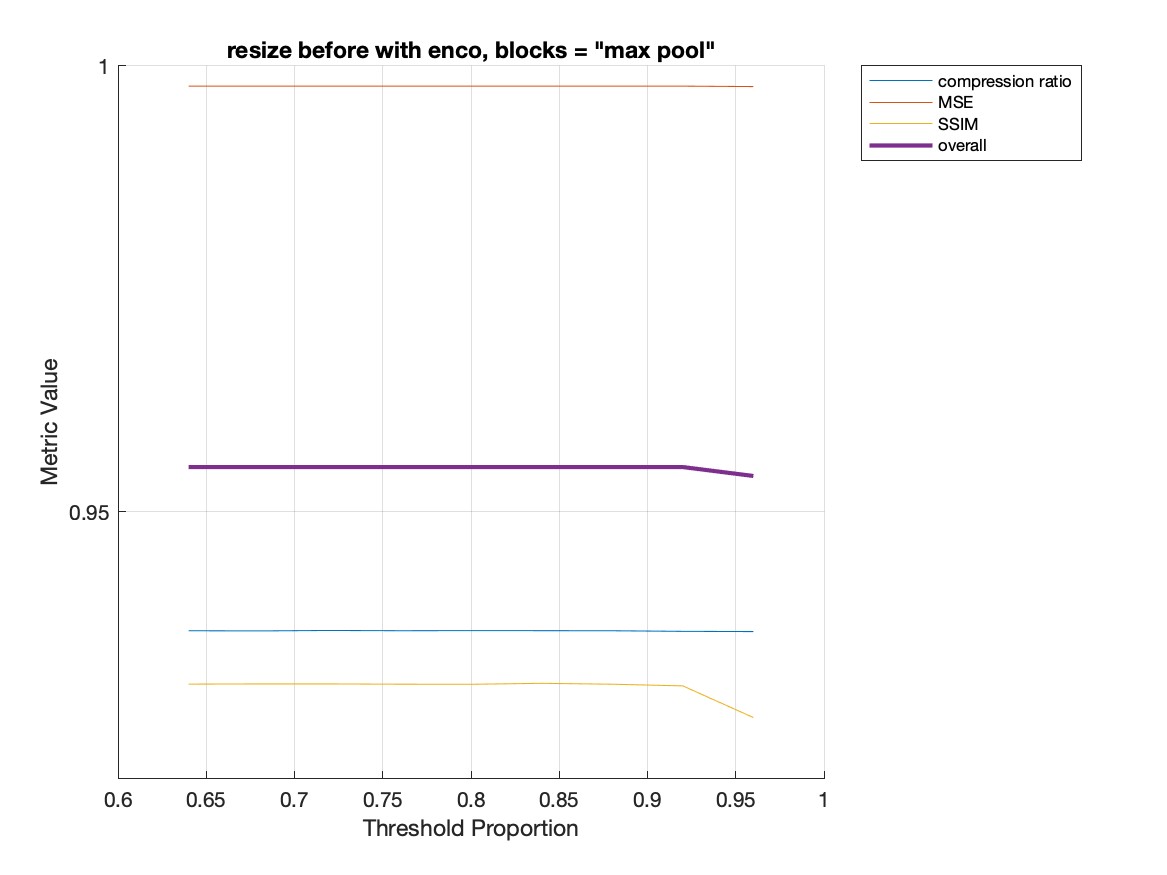 resize before with enco, blocks = "max pool"
1
0.95
Metric Value
0.6 0.65 0.7 0.75 0.8 0.85 0.9 0.95 1
Threshold Proportion
compression ratio
MSE
SSIM
overall